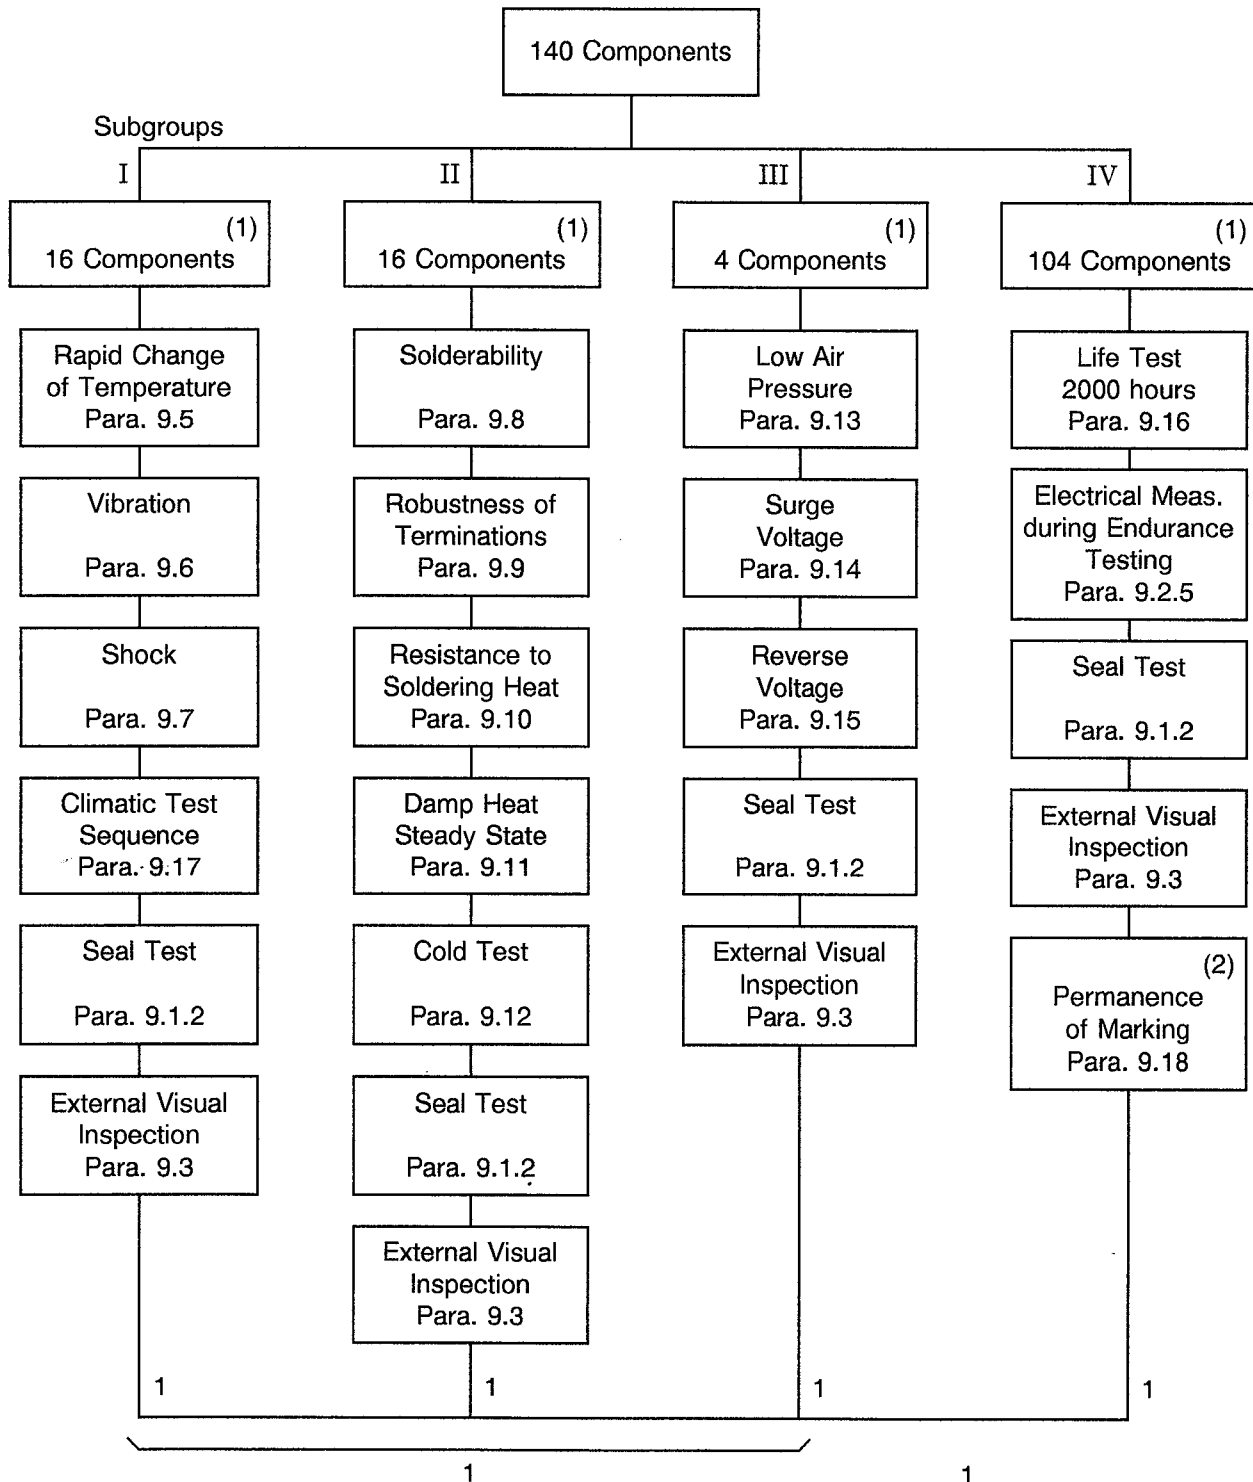 140 Components
Subgroups
I
II
III
IV
(1)
16 Components
(1)
16 Components
(1)
4 Components
(1)
104 Components
Rapid Change
of Temperature
Para. 9.5
Vibration
Para. 9.6
Shock
Para. 9.7
Climatic Test
Sequence
Para. 9.17
Seal Test
Para. 9.1.2
External Visual
Inspection
Para. 9.3
Solderability
Para. 9.8
Robustness of
Terminations
Para. 9.9
Resistance to
Soldering Heat
Para. 9.10
Damp Heat
Steady State
Para. 9.11
Cold Test
Para. 9.12
Seal Test
Para. 9.1.2
External Visual
Inspection
Para. 9.3
Low Air
Pressure
Para. 9.13
Surge
Voltage
Para. 9.14
Reverse
Voltage
Para. 9.15
Seal Test
Para. 9.1.2
External Visual
Inspection
Para. 9.3
Life Test
2000 hours
Para. 9.16
Electrical Meas.
during Endurance
Testing
Para. 9.2.5
Seal Test
Para. 9.1.2
External Visual
Inspection
Para. 9.3
(2)
Permanence
of Marking
Para. 9.18
1
1
1
1
1
1